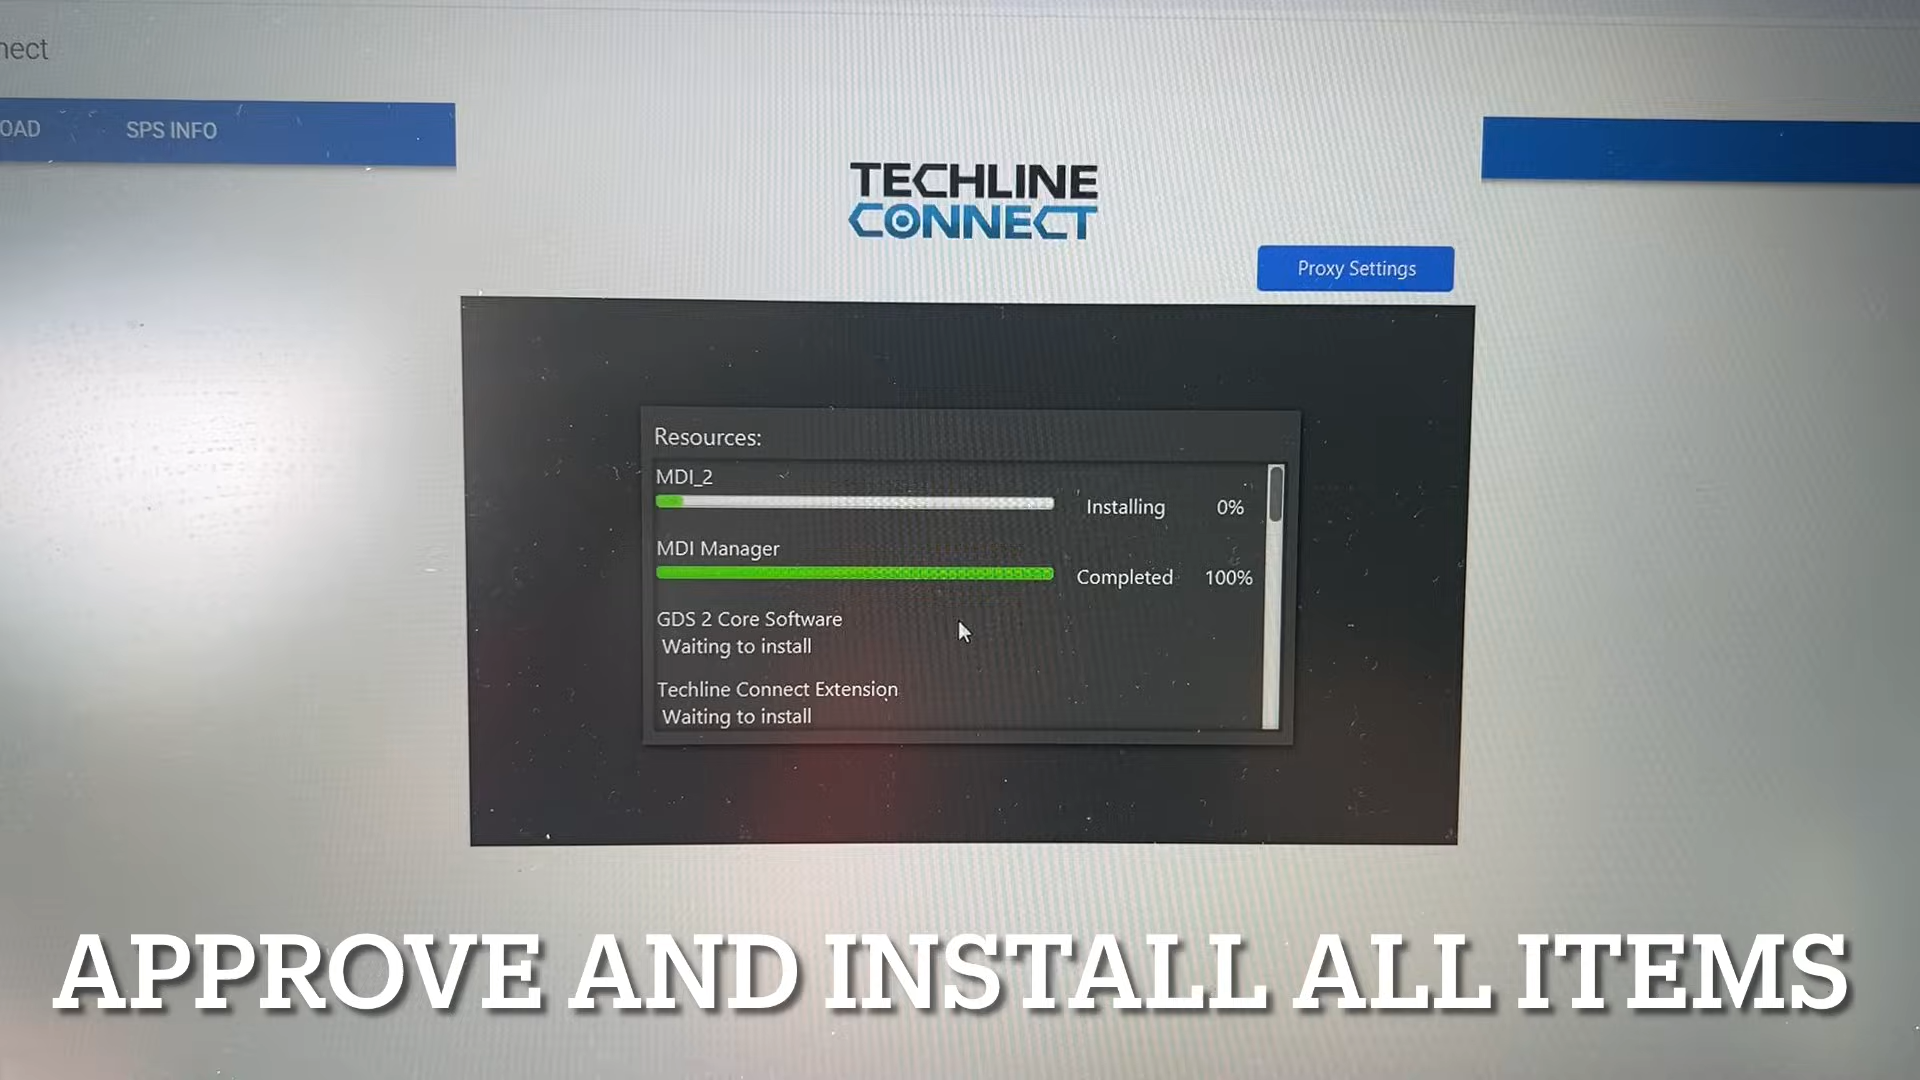 nect
OAD
SPS INFO
TECHLINE
CONNECT
Proxy Settings
Resources:
MDI_2
Installing 0%
MDI Manager
Completed 100%
GDS 2 Core Software
Waiting to install
Techline Connect Extension
Waiting to install
APPROVE AND INSTALL ALL ITEMS